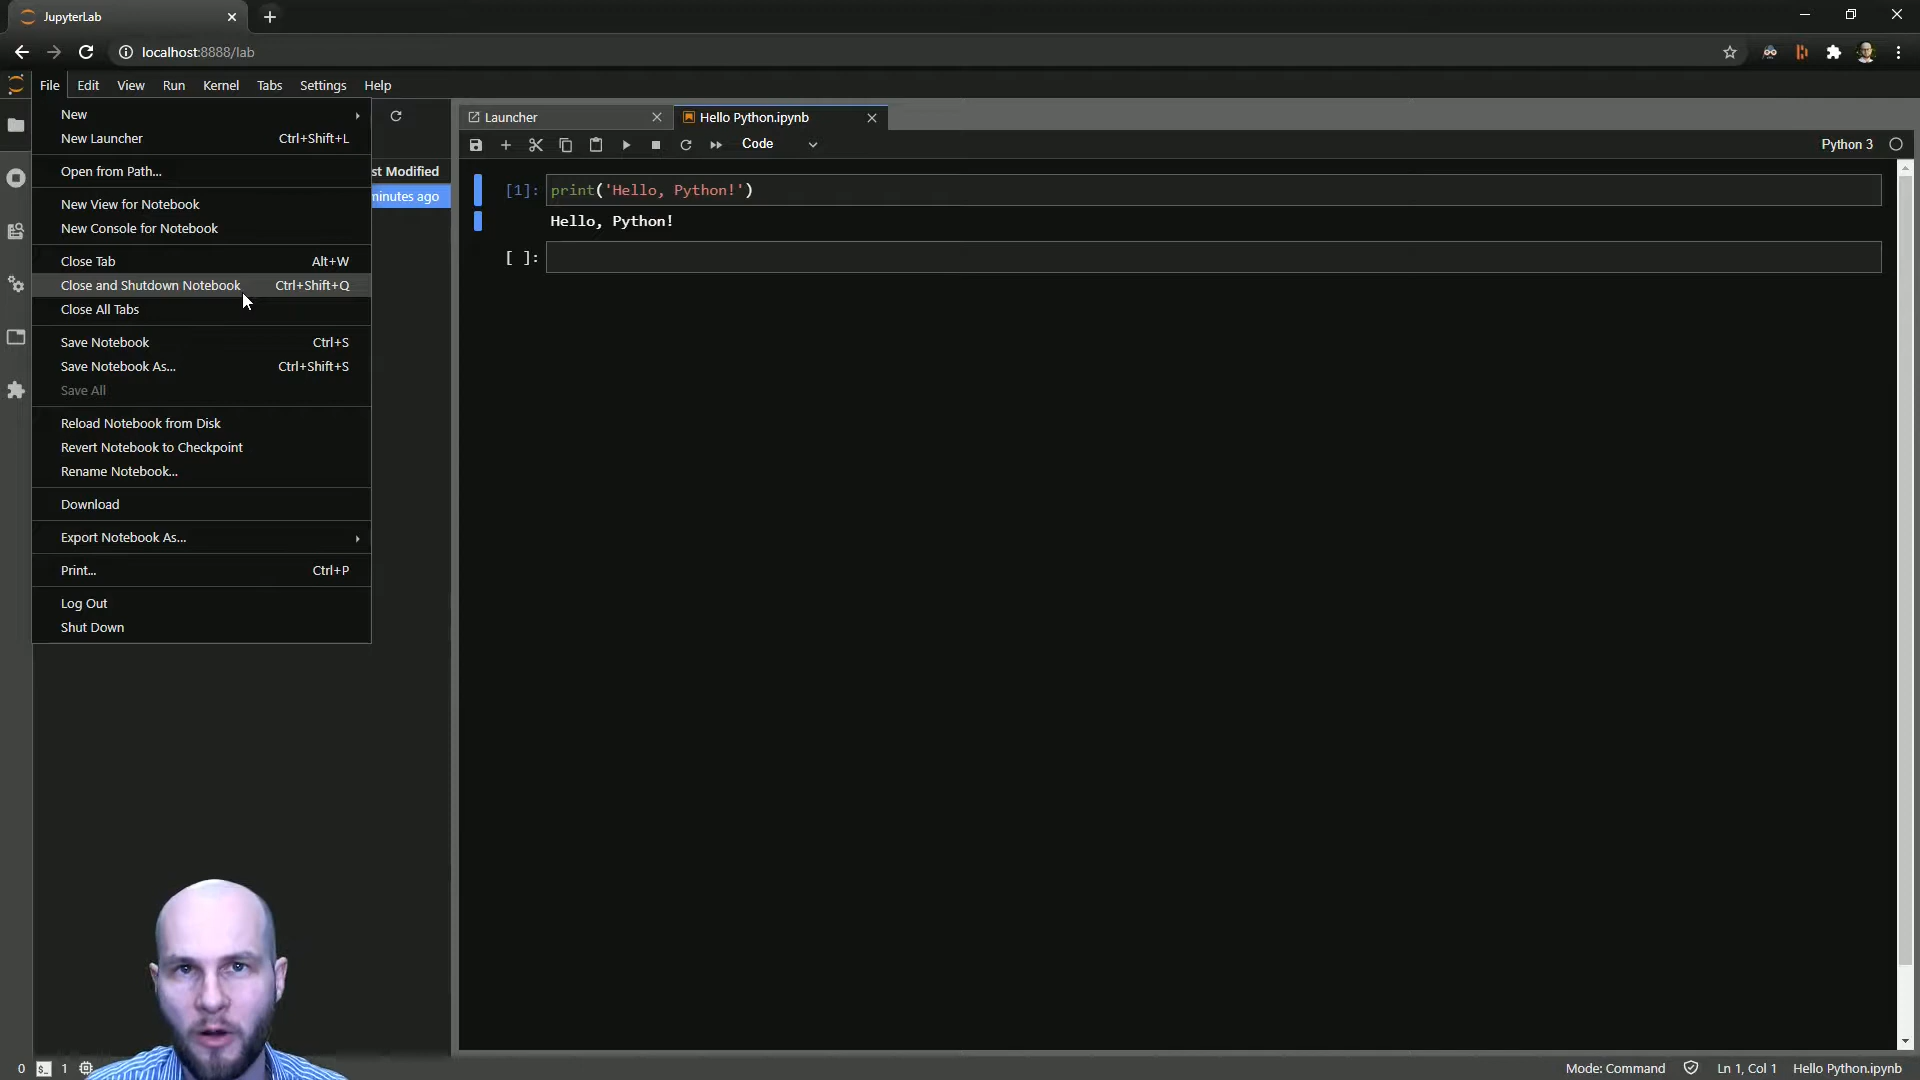 JupyterLab
localhost:8888/lab
File Edit View Run Kernel Tabs Settings Help
New
New Launcher Ctrl+Shift+L
Open from Path...
New View for Notebook
New Console for Notebook
Close Tab Alt+W
Close and Shutdown Notebook Ctrl+Shift+Q
Close All Tabs
Save Notebook Ctrl+S
Save Notebook As... Ctrl+Shift+S
Save All
Reload Notebook from Disk
Revert Notebook to Checkpoint
Rename Notebook...
Download
Export Notebook As...
Print... Ctrl+P
Log Out
Shut Down
st Modified
minutes ago
Launcher
Hello Python.ipynb
Code
Python 3
[1]: print('Hello, Python!')
Hello, Python!
[ ]:
0 $_ 1
Mode: Command
Ln 1, Col 1
Hello Python.ipynb